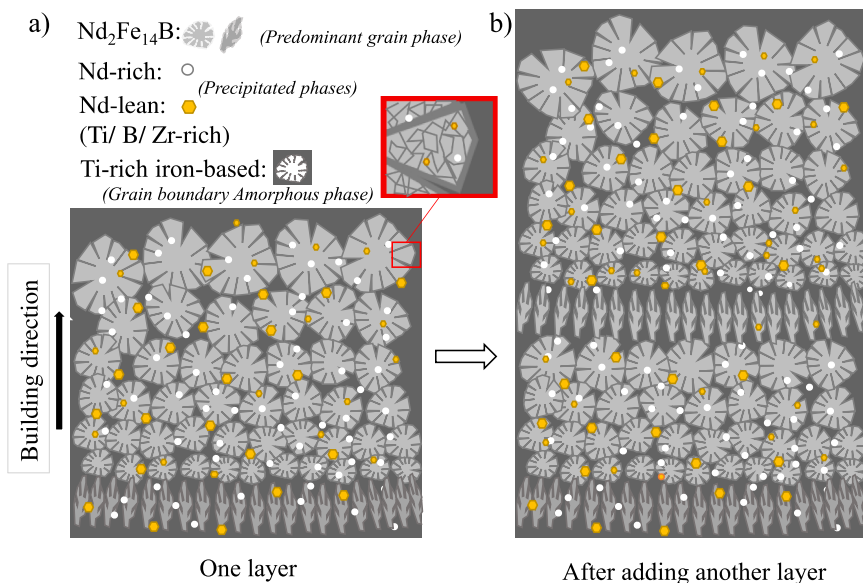 a)
Nd₂Fe₁₄B:
(Predominant grain phase)
Nd-rich:
(Precipitated phases)
Nd-lean:
(Ti/ B/ Zr-rich)
Ti-rich iron-based:
(Grain boundary Amorphous phase)
Building direction
One layer
b)
After adding another layer